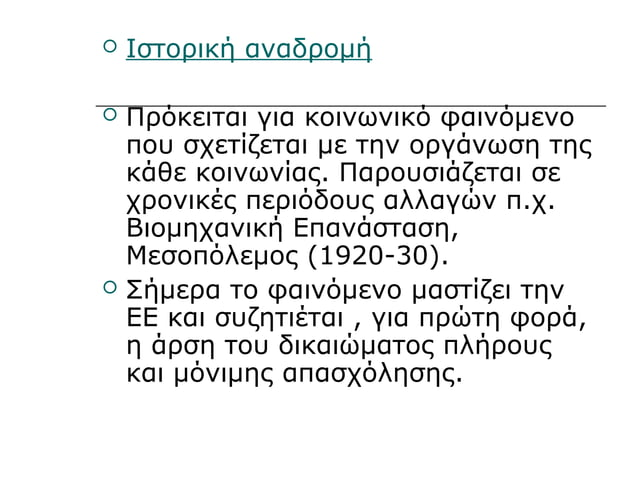 Ιστορική αναδρομή
Πρόκειται για κοινωνικό φαινόμενο
που σχετίζεται με την οργάνωση της
κάθε κοινωνίας. Παρουσιάζεται σε
χρονικές περιόδους αλλαγών π.χ.
Βιομηχανική Επανάσταση,
Μεσοπόλεμος (1920-30).
Σήμερα το φαινόμενο μαστίζει την
ΕΕ και συζητιέται , για πρώτη φορά,
η άρση του δικαιώματος πλήρους
και μόνιμης απασχόλησης.